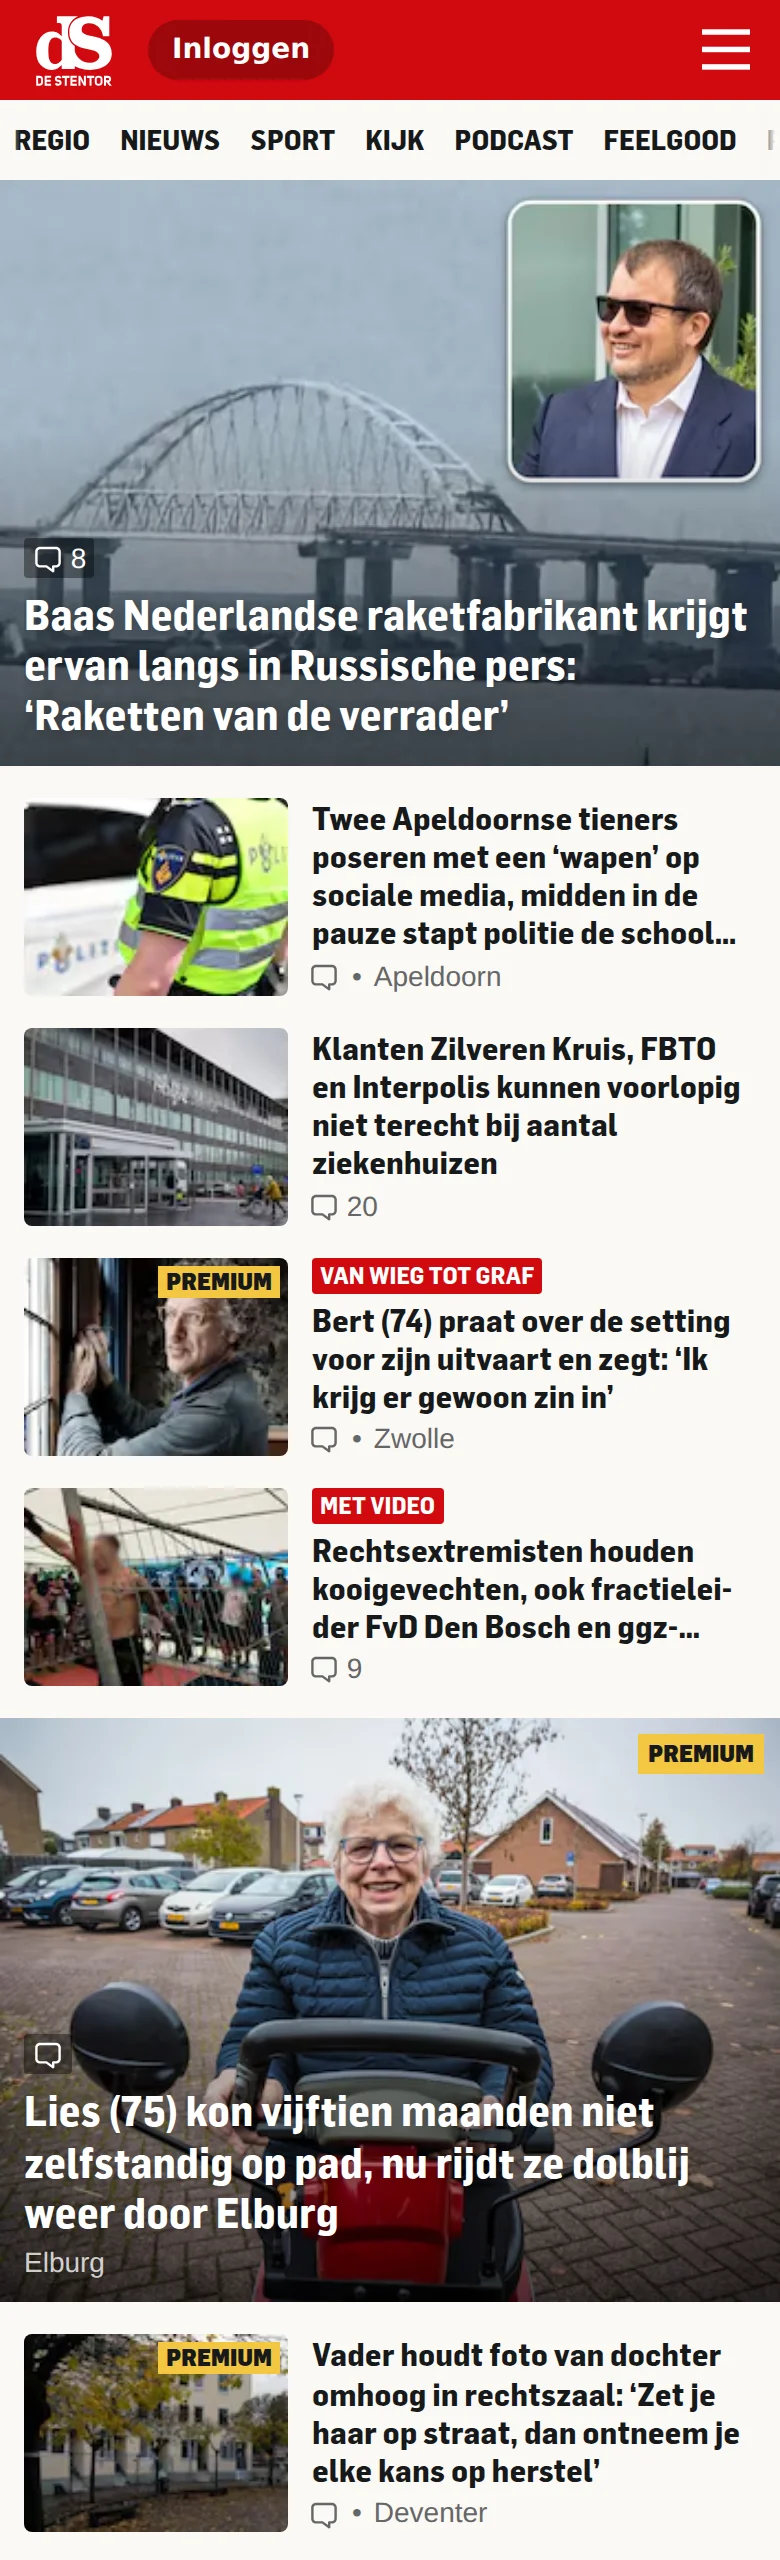 dS
DE STENTOR
Inloggen
REGIO NIEUWS SPORT KIJK PODCAST FEELGOOD
8
Baas Nederlandse raketfabrikant krijgt
ervan langs in Russische pers:
‘Raketten van de verrader’
POLI
POLITI
Twee Apeldoornse tieners
poseren met een ‘wapen’ op
sociale media, midden in de
pauze stapt politie de school...
• Apeldoorn
Klanten Zilveren Kruis, FBTO
en Interpolis kunnen voorlopig
niet terecht bij aantal
ziekenhuizen
20
PREMIUM
VAN WIEG TOT GRAF
Bert (74) praat over de setting
voor zijn uitvaart en zegt: ‘Ik
krijg er gewoon zin in’
• Zwolle
MET VIDEO
Rechtsextremisten houden
kooigevechten, ook fractielei-
der FvD Den Bosch en ggz-...
9
PREMIUM
Lies (75) kon vijftien maanden niet
zelfstandig op pad, nu rijdt ze dolblij
weer door Elburg
Elburg
PREMIUM
Vader houdt foto van dochter
omhoog in rechtszaal: ‘Zet je
haar op straat, dan ontneem je
elke kans op herstel’
• Deventer